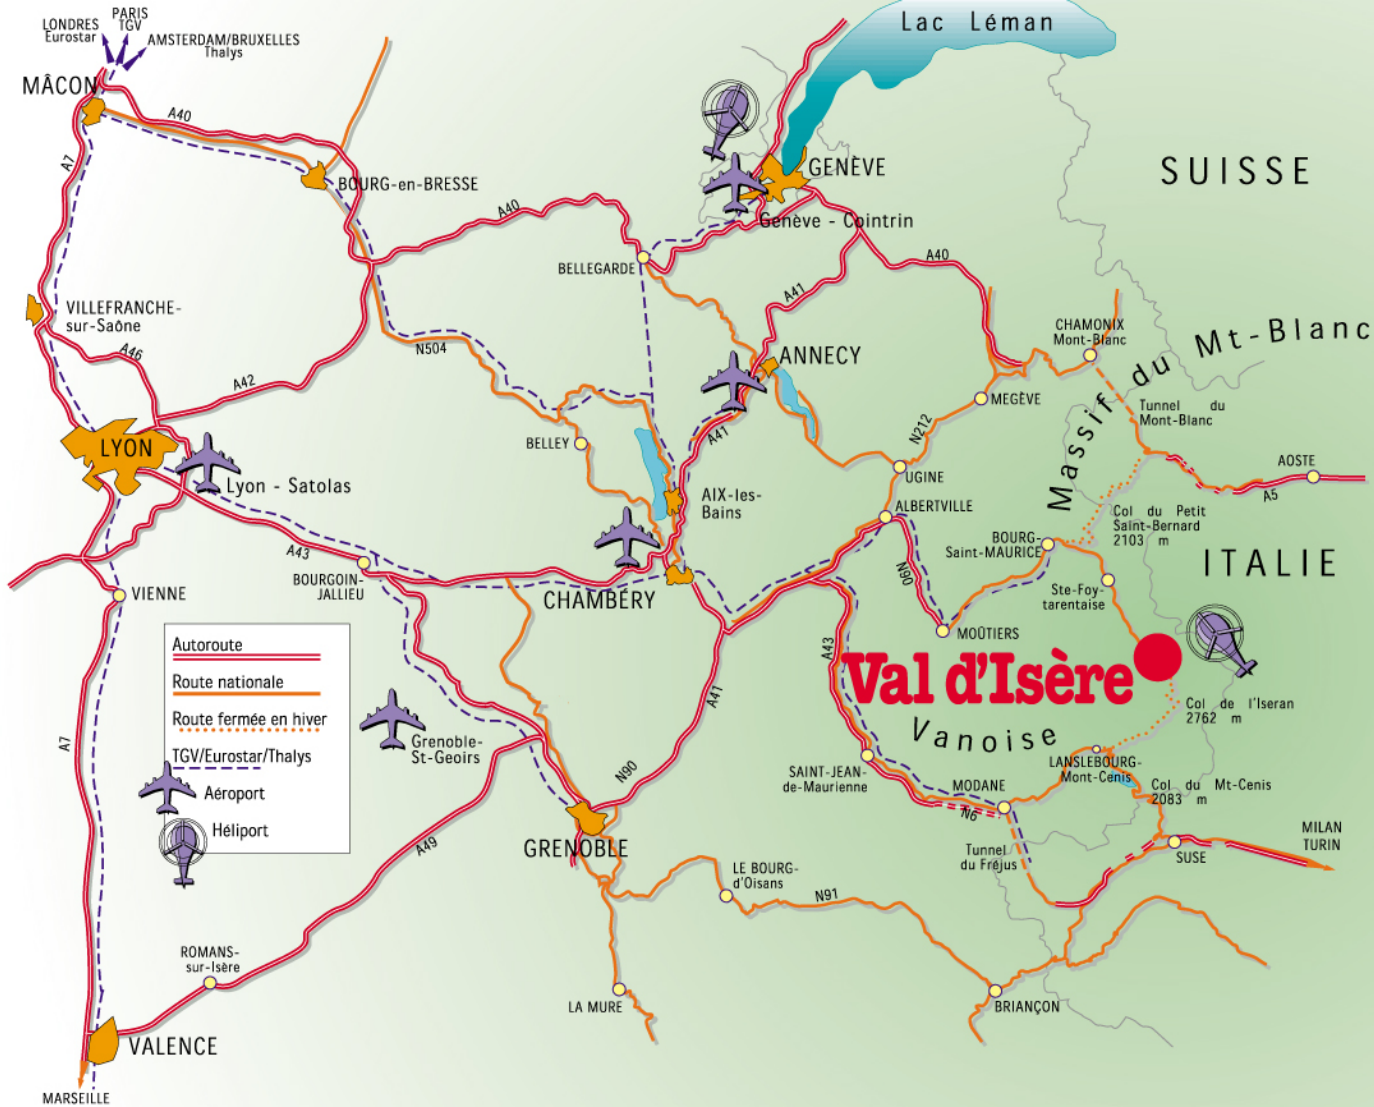 LONDRES
Eurostar
PARIS
TGV
AMSTERDAM/BRUXELLES
Thalys
MÂCON
A40
A7
BOURG-en-BRESSE
Lac Léman
GENÈVE
Genève - Cointrin
SUISSE
A40
BELLEGARDE
A40
A41
VILLEFRANCHE-
sur-Saône
A46
N504
A42
ANNECY
CHAMONIX
Mont-Blanc
Massif du Mt-Blanc
MEGÈVE
Tunnel du
Mont-Blanc
LYON
Lyon - Satolas
BELLEY
A41
N212
UGINE
AOSTE
A5
AIX-les-
Bains
ALBERTVILLE
Col du Petit
Saint-Bernard
2103 m
BOURG-
Saint-MAURICE
ITALIE
A43
BOURGOIN-
JALLIEU
N90
VIENNE
CHAMBÉRY
Ste-Foy-
tarentaise
MOÛTIERS
A43
Val d'Isère
Autoroute
Route nationale
Route fermée en hiver
TGV/Eurostar/Thalys
Aéroport
Héliport
A7
A41
Grenoble-
St-Geoirs
Vanoise
Col de l'Iseran
2762 m
N90
SAINT-JEAN-
de-Maurienne
MODANE
LANSLEBOURG-
Mont-Cenis
Col du Mt-Cenis
2083 m
N6
GRENOBLE
A49
Tunnel
du Fréjus
SUSE
MILAN
TURIN
LE BOURG-
d'Oisans
N91
ROMANS-
sur-Isère
LA MURE
BRIANÇON
VALENCE
MARSEILLE